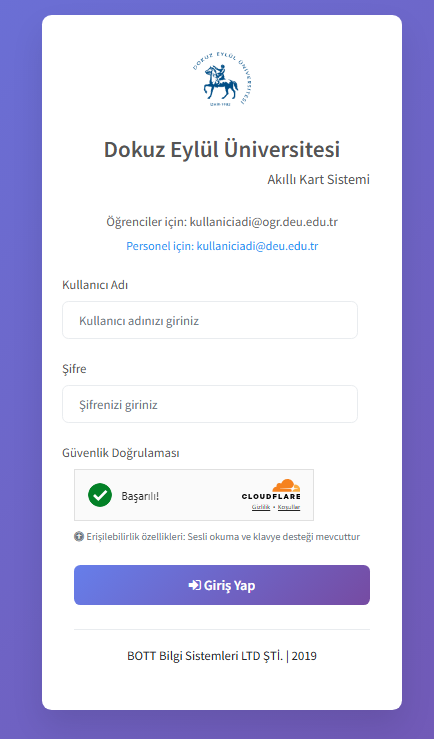 DOKUZ EYLÜL ÜNİVERSİTESİ
İZMİR 1982
Dokuz Eylül Üniversitesi
Akıllı Kart Sistemi
Öğrenciler için: kullaniciadi@ogr.deu.edu.tr
Personel için: kullaniciadi@deu.edu.tr
Kullanıcı Adı
Kullanıcı adınızı giriniz
Şifre
Şifrenizi giriniz
Güvenlik Doğrulaması
Başarılı!
CLOUDFLARE
Gizlilik • Koşullar
Erişilebilirlik özellikleri: Sesli okuma ve klavye desteği mevcuttur
Giriş Yap
BOTT Bilgi Sistemleri LTD ŞTİ. | 2019